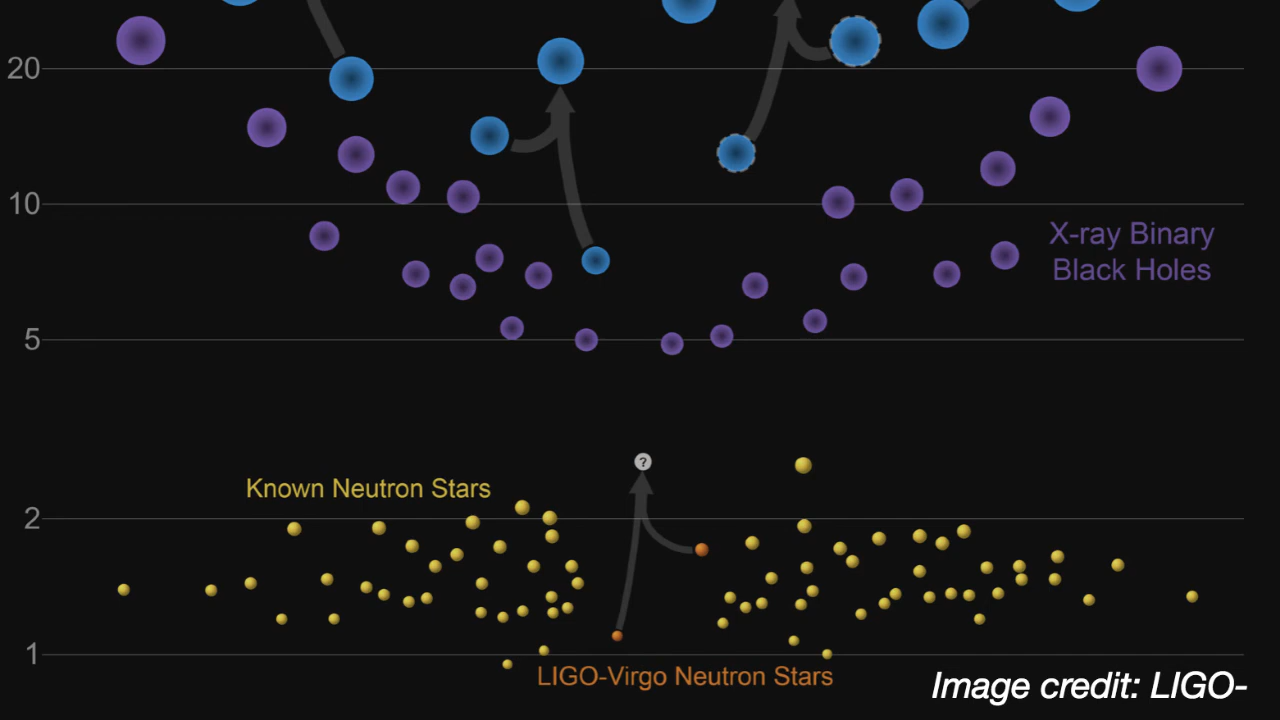 20
10
X-ray Binary
Black Holes
5
?
Known Neutron Stars
2
1
LIGO-Virgo Neutron Stars
Image credit: LIGO-